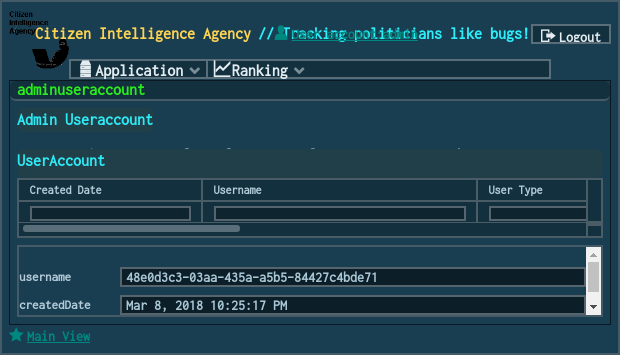 Citizen
Intelligence
Agency
Citizen Intelligence Agency // Tracking politicians like bugs!
Logout
Application
Ranking
adminuseraccount
Admin Useraccount
UserAccount
Created Date Username User Type
username 48e0d3c3-03aa-435a-a5b5-84427c4bde71
createdDate Mar 8, 2018 10:25:17 PM
Main View